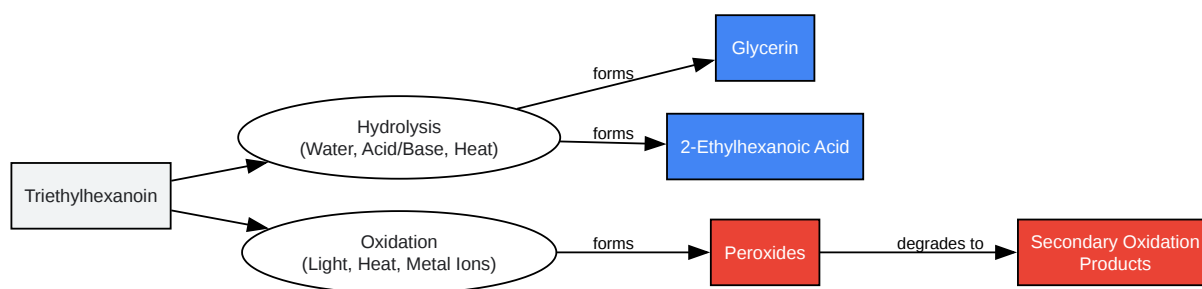 Triethylhexanoin
Hydrolysis
(Water, Acid/Base, Heat)
forms
Glycerin
forms
2-Ethylhexanoic Acid
Oxidation
(Light, Heat, Metal Ions)
forms
Peroxides
degrades to
Secondary Oxidation
Products